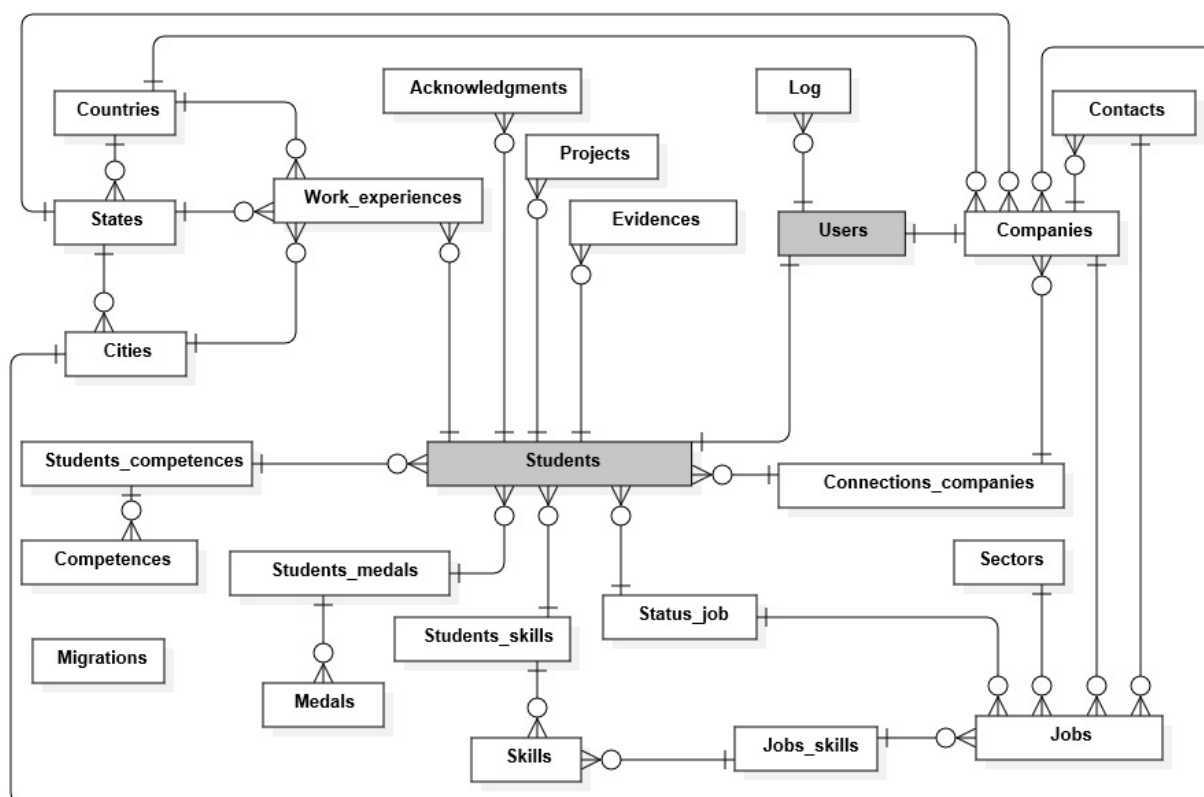 Acknowledgments
Log
Countries
Contacts
Projects
Work_experiences
States
Evidences
Users
Companies
Cities
Students_competences
Students
Connections_companies
Competences
Students_medals
Sectors
Status_job
Students_skills
Migrations
Medals
Jobs
Jobs_skills
Skills